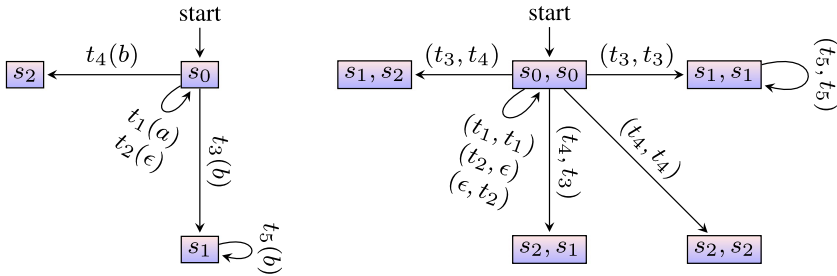 start
t₄(b)
s₂
s₀
t₁(a)
t₂(ϵ)
t₃(b)
s₁
t₅(b)
start
(t₃, t₄)
(t₃, t₃)
s₁, s₂
s₀, s₀
s₁, s₁
(t₅, t₅)
(t₁, t₁)
(t₂, ϵ)
(ϵ, t₂)
(t₄, t₃)
(t₄, t₄)
s₂, s₁
s₂, s₂